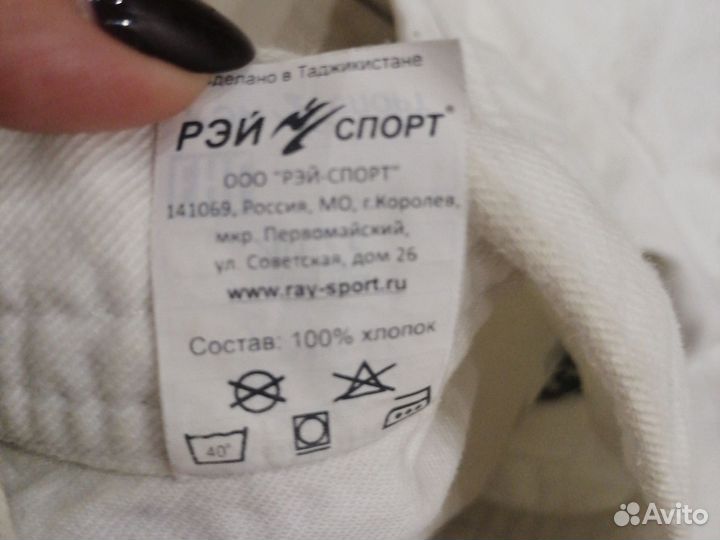 делано в Таджикистане
РЭЙ СПОРТ®
ООО "РЭЙ-СПОРТ"
141069, Россия, МО, г.Королев,
мкр. Первомайский,
ул. Советская, дом 26
www.ray-sport.ru
Состав: 100% хлопок
40°
Avito